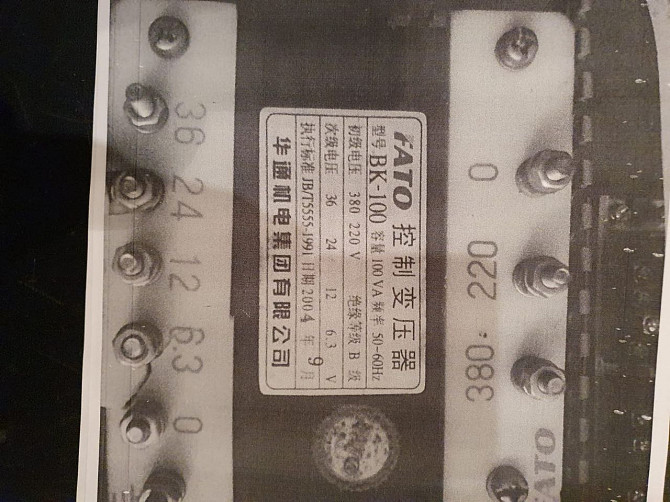 FATO 控制变压器
型号 BK-100 容量 100 VA 频率 50-60Hz
初级电压 380 220 V 绝缘等级 B 级
次级电压 36 24 12 6.3 V
执行标准 JB/T5555-1991 日期 2004 年 9 月
华通机电集团有限公司
0 220 380
36 24 12 6.3 0